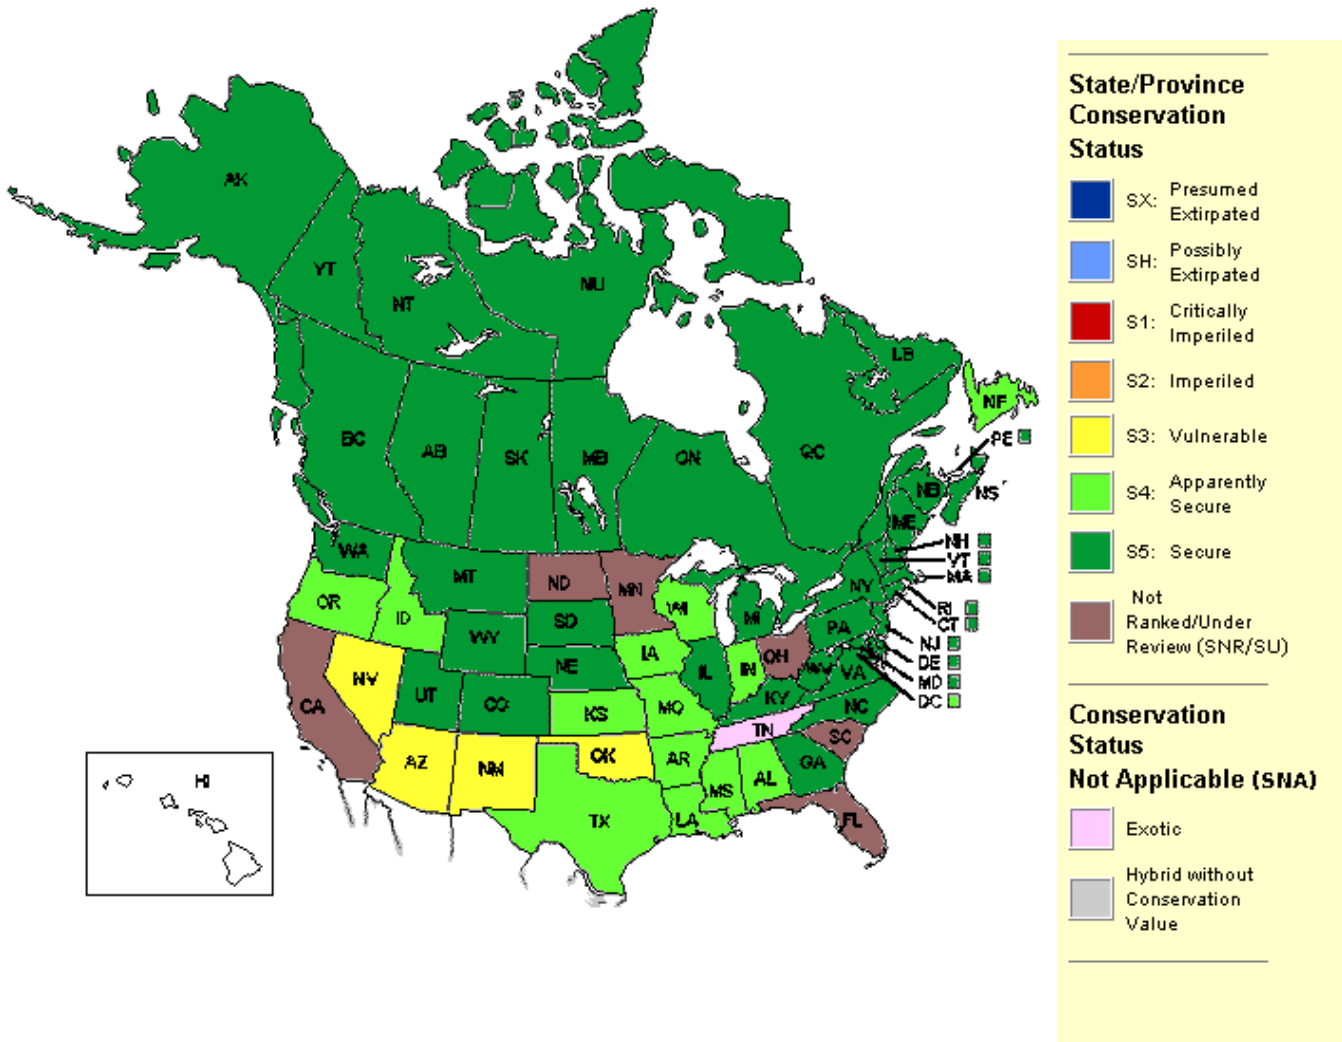 AK
YT
NT
NU
LB
NF
PE
BC
AB
SK
MB
ON
QC
NB
NS
ME
NH
VT
MA
WA
MT
ND
MN
NY
RI
OR
ID
SD
WI
MI
CT
WY
PA
NJ
IA
NE
OH
DE
NV
IL
IN
WV
VA
MD
UT
CO
KY
DC
CA
KS
MO
NC
TN
SC
AZ
NM
OK
AR
GA
AL
MS
TX
LA
FL
HI
State/Province
Conservation
Status
SX: Presumed
Extirpated
SH: Possibly
Extirpated
S1: Critically
Imperiled
S2: Imperiled
S3: Vulnerable
S4: Apparently
Secure
S5: Secure
Not
Ranked/Under
Review (SNR/SU)
Conservation
Status
Not Applicable (SNA)
Exotic
Hybrid without
Conservation
Value